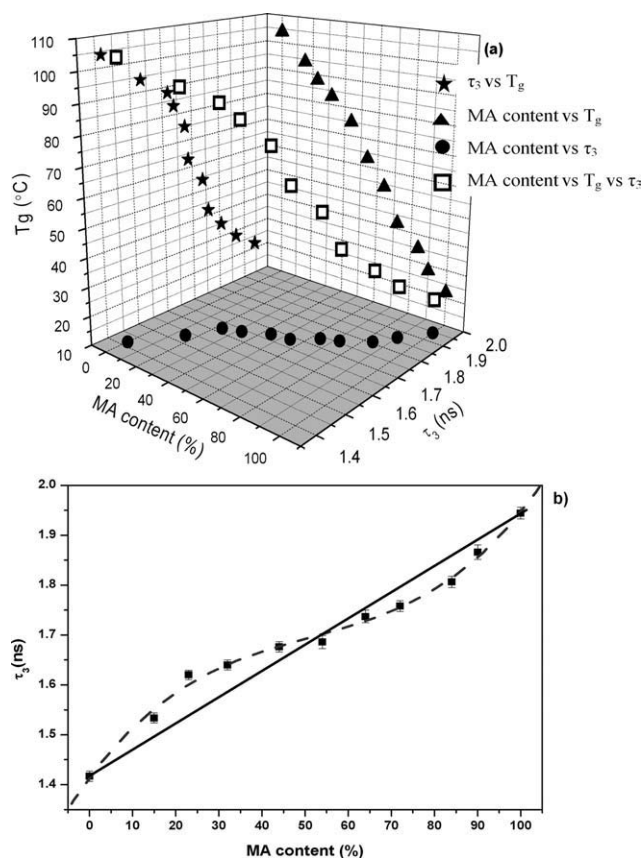 (a)
τ₃ vs Tg
MA content vs Tg
MA content vs τ₃
MA content vs Tg vs τ₃
110
100
90
80
70
60
50
40
30
20
10
Tg (°C)
0
20
40
60
80
100
MA content (%)
1.4
1.5
1.6
1.7
1.8
1.9
2.0
τ₃(ns)
b)
2.0
1.9
1.8
1.7
1.6
1.5
1.4
τ₃(ns)
0 10 20 30 40 50 60 70 80 90 100
MA content (%)